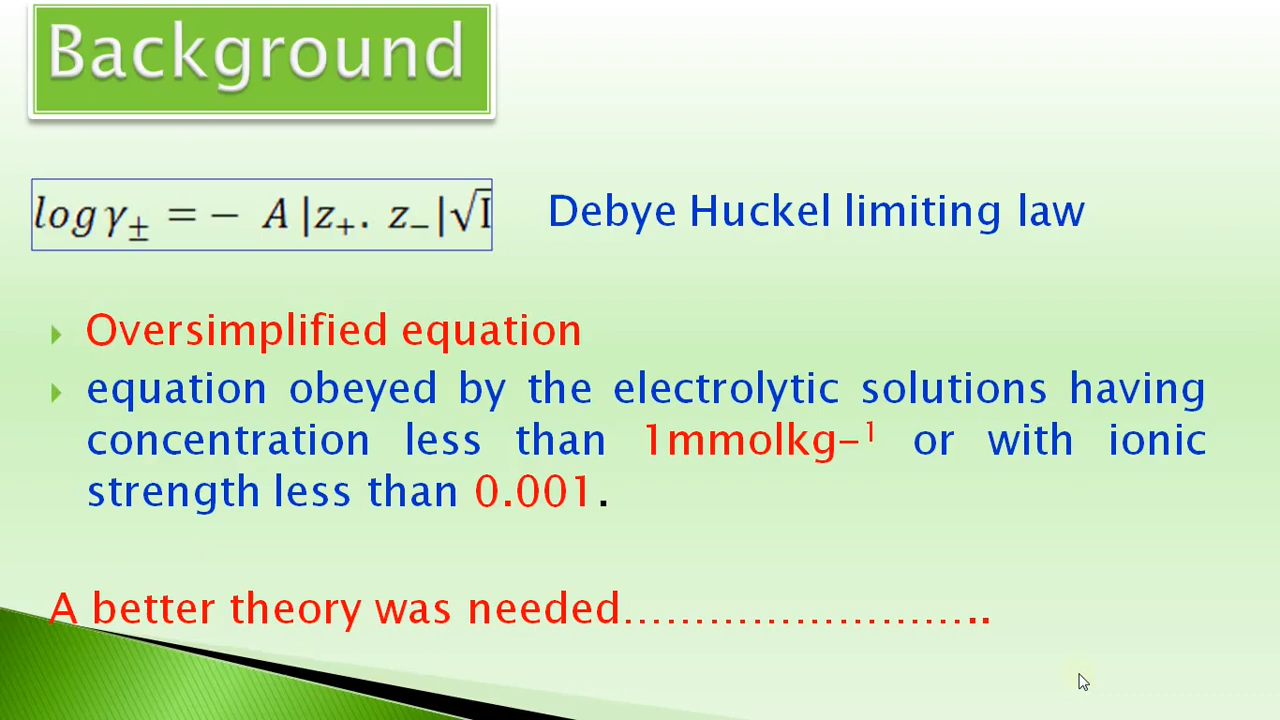 Background
log γ± = − A |z₊. z₋|√I
Debye Huckel limiting law
Oversimplified equation
equation obeyed by the electrolytic solutions having
concentration less than 1mmolkg-¹ or with ionic
strength less than 0.001.
A better theory was needed……………………..